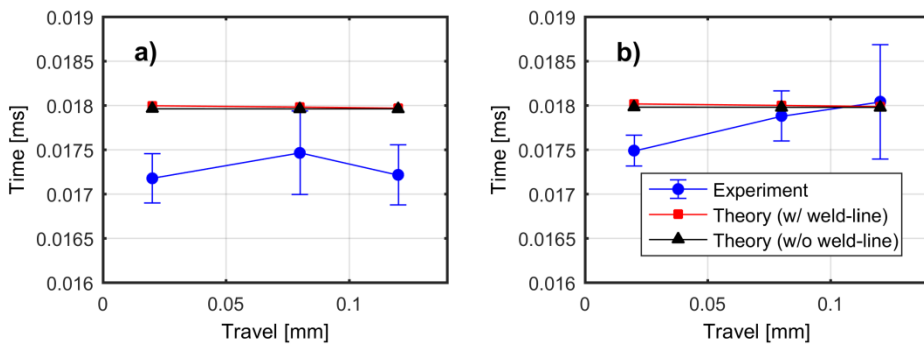 a)
0.019
0.0185
0.018
0.0175
0.017
0.0165
0.016
Time [ms]
0
0.05
0.1
Travel [mm]
b)
0.019
0.0185
0.018
0.0175
0.017
0.0165
0.016
Time [ms]
Experiment
Theory (w/ weld-line)
Theory (w/o weld-line)
0
0.05
0.1
Travel [mm]